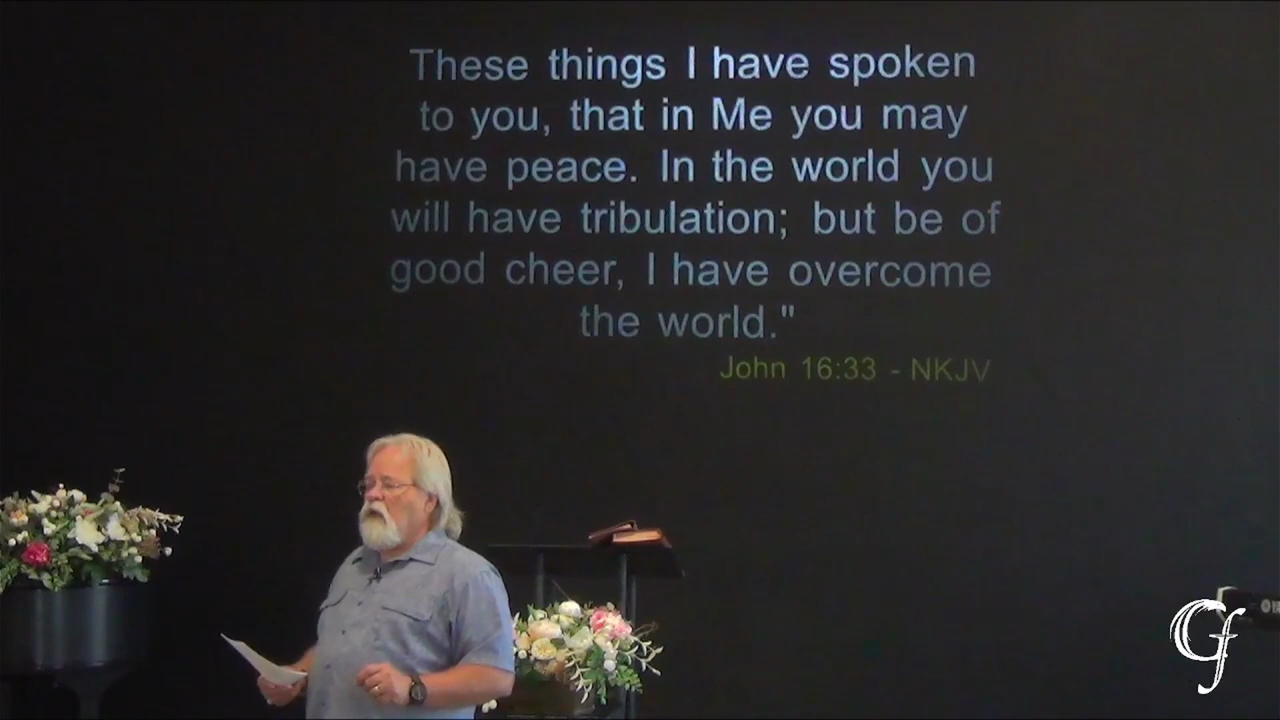 These things I have spoken
to you, that in Me you may
have peace. In the world you
will have tribulation; but be of
good cheer, I have overcome
the world."
John 16:33 - NKJV
Gf